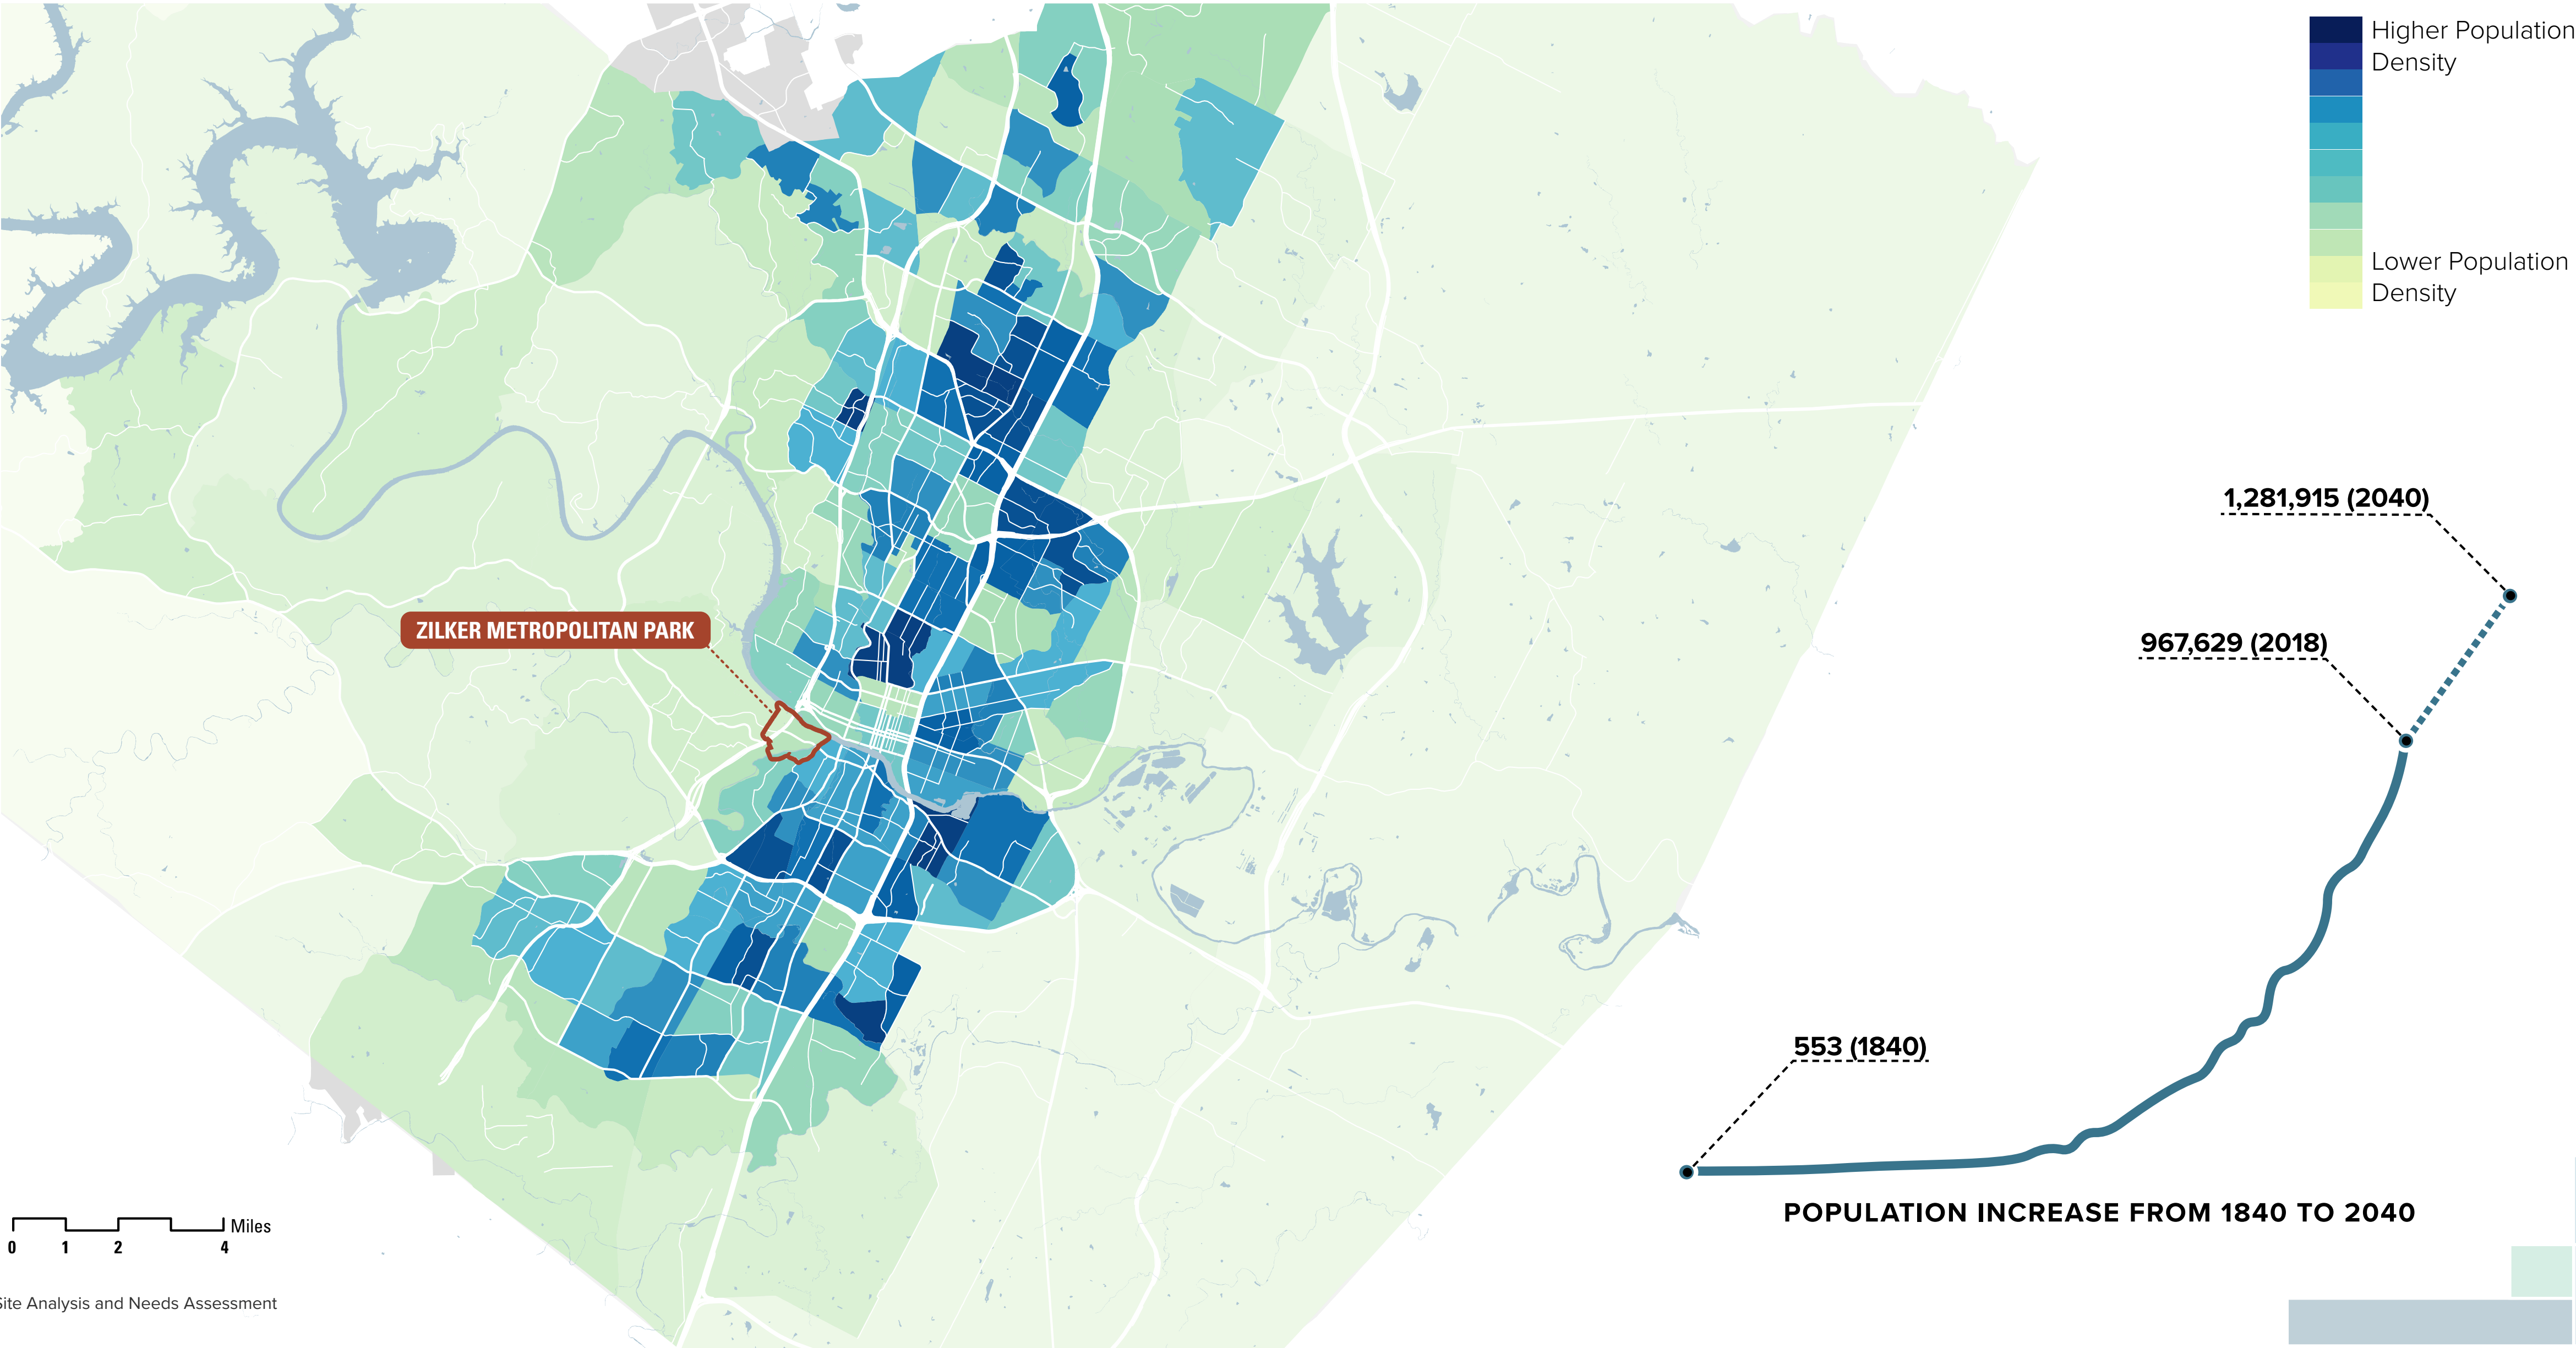 Higher Population
Density
Lower Population
Density
ZILKER METROPOLITAN PARK
1,281,915 (2040)
967,629 (2018)
553 (1840)
POPULATION INCREASE FROM 1840 TO 2040
Miles
0 1 2 4
Site Analysis and Needs Assessment